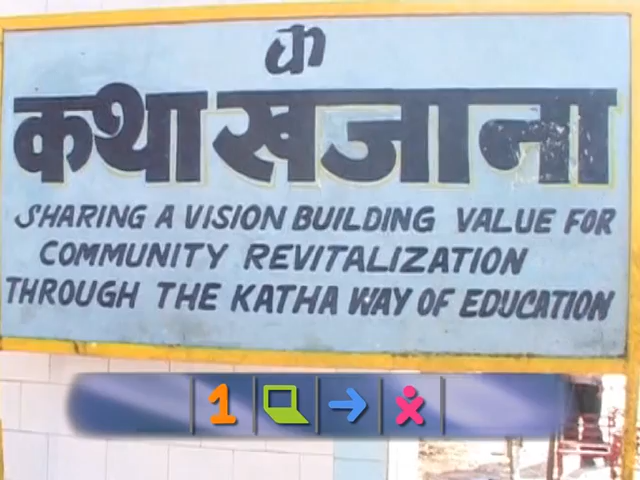 क
कथा खजाना
SHARING A VISION BUILDING VALUE FOR
COMMUNITY REVITALIZATION
THROUGH THE KATHA WAY OF EDUCATION
1